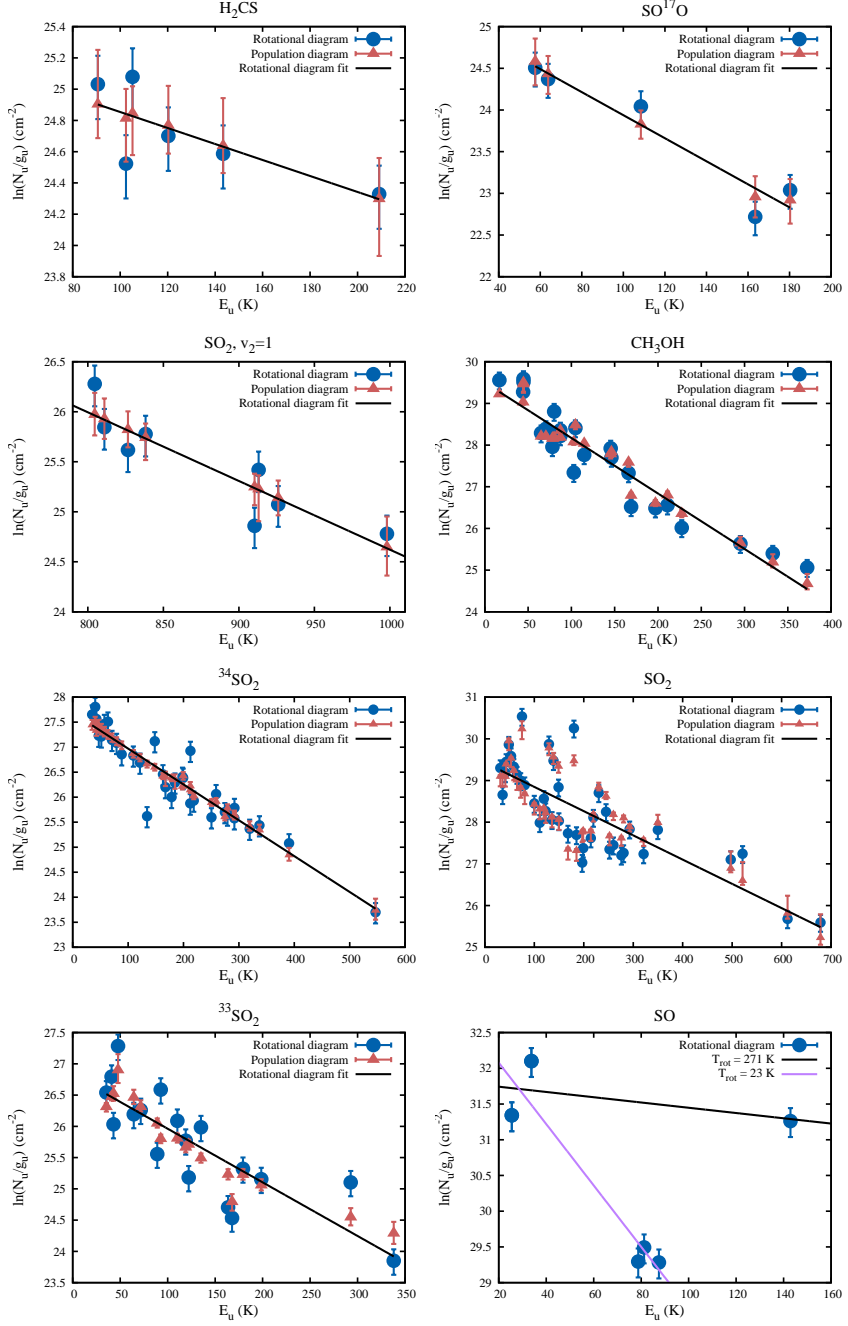 H₂CS
ln(Nᵤ/gᵤ) (cm⁻²)
25.2
25
24.8
24.6
24.4
24.2
24
23.8
Rotational diagram
Population diagram
Rotational diagram fit
80 100 120 140 160 180 200 220
Eᵤ (K)
SO¹⁷O
ln(Nᵤ/gᵤ) (cm⁻²)
25
24.5
24
23.5
23
22.5
22
Rotational diagram
Population diagram
Rotational diagram fit
40 60 80 100 120 140 160 180 200
Eᵤ (K)
SO₂, v₂=1
ln(Nᵤ/gᵤ) (cm⁻²)
26.5
26
25.5
25
24.5
24
Rotational diagram
Population diagram
Rotational diagram fit
800 850 900 950 1000
Eᵤ (K)
CH₃OH
ln(Nᵤ/gᵤ) (cm⁻²)
30
29
28
27
26
25
24
Rotational diagram
Population diagram
Rotational diagram fit
0 50 100 150 200 250 300 350 400
Eᵤ (K)
³⁴SO₂
ln(Nᵤ/gᵤ) (cm⁻²)
28
27.5
27
26.5
26
25.5
25
24.5
24
23.5
23
Rotational diagram
Population diagram
Rotational diagram fit
0 100 200 300 400 500 600
Eᵤ (K)
SO₂
ln(Nᵤ/gᵤ) (cm⁻²)
31
30
29
28
27
26
25
Rotational diagram
Population diagram
Rotational diagram fit
0 100 200 300 400 500 600 700
Eᵤ (K)
³³SO₂
ln(Nᵤ/gᵤ) (cm⁻²)
27.5
27
26.5
26
25.5
25
24.5
24
23.5
Rotational diagram
Population diagram
Rotational diagram fit
0 50 100 150 200 250 300 350
Eᵤ (K)
SO
ln(Nᵤ/gᵤ) (cm⁻²)
32.5
32
31.5
31
30.5
30
29.5
29
Rotational diagram
T_rot = 271 K
T_rot = 23 K
20 40 60 80 100 120 140 160
Eᵤ (K)